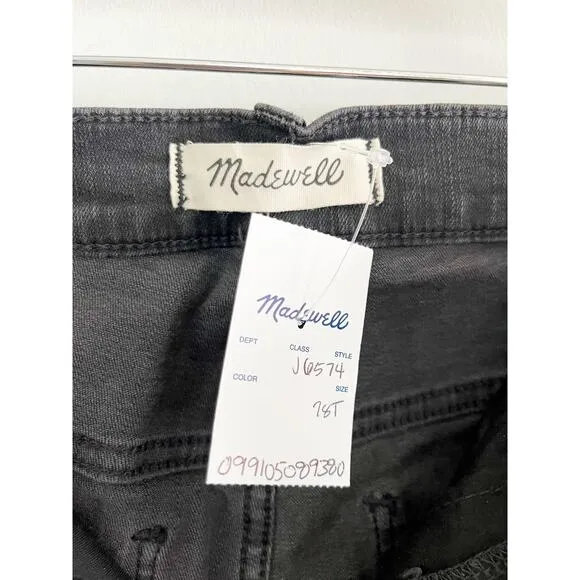 Madewell
Madewell
DEPT CLASS STYLE
J6574
COLOR SIZE
28T
099105089380